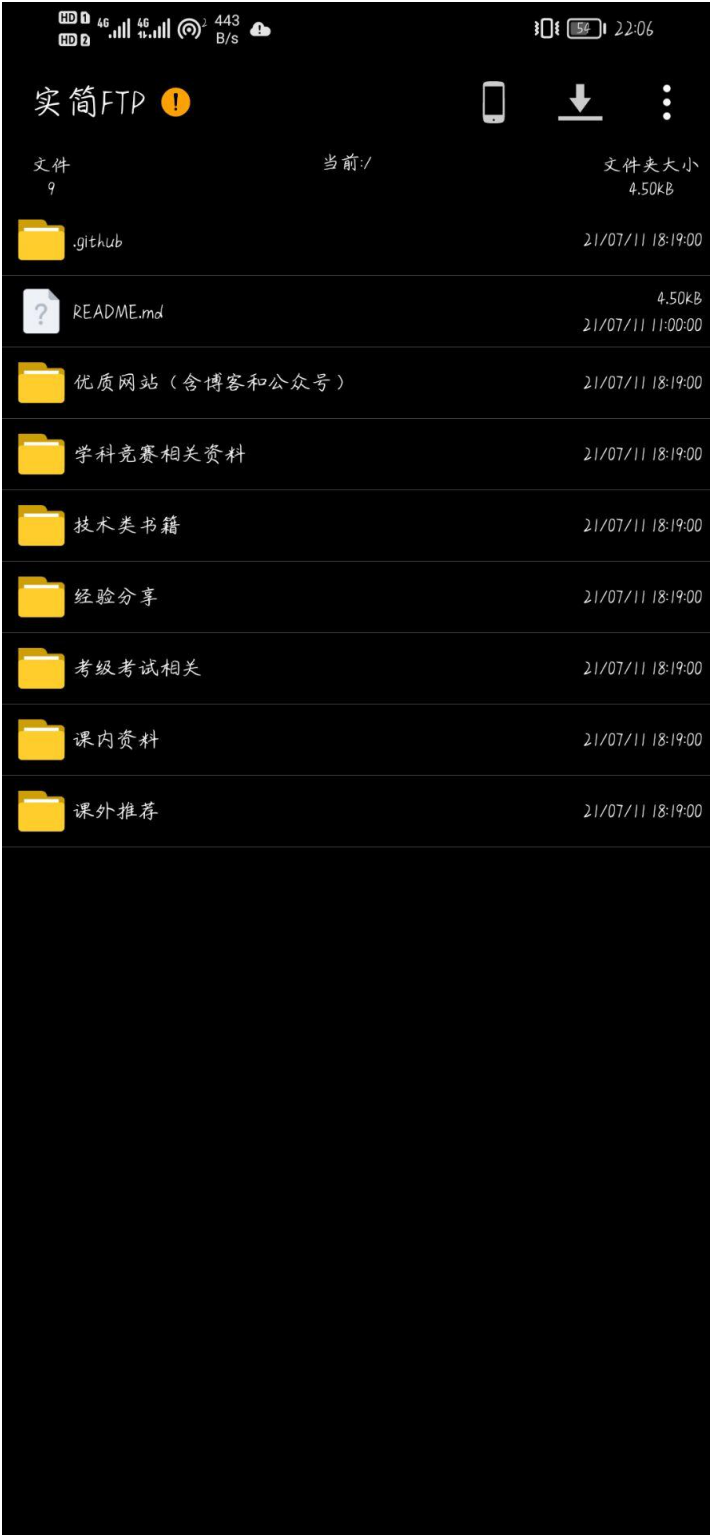 HD 1 4G 4G 2 443 54 22:06
HD 2 B/s
实简FTP
文件 当前:/ 文件夹大小
9 4.50kB
.github 21/07/11 18:19:00
README.md 4.50kB
21/07/11 11:00:00
优质网站（含博客和公众号） 21/07/11 18:19:00
学科竞赛相关资料 21/07/11 18:19:00
技术类书籍 21/07/11 18:19:00
经验分享 21/07/11 18:19:00
考级考试相关 21/07/11 18:19:00
课内资料 21/07/11 18:19:00
课外推荐 21/07/11 18:19:00